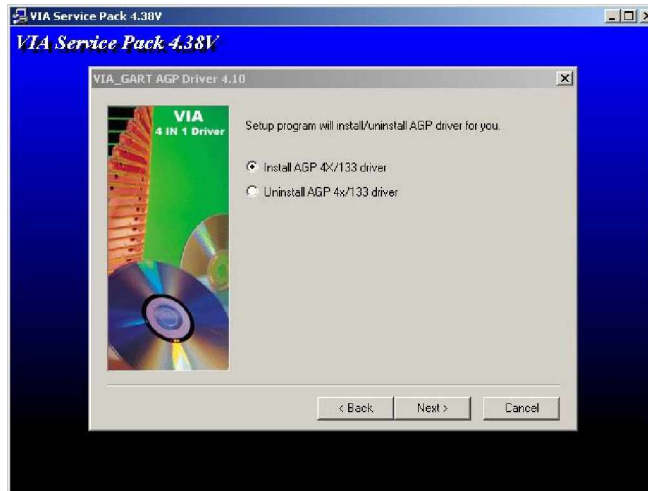 VIA Service Pack 4.38V
VIA Service Pack 4.38V
VIA_GART AGP Driver 4.10
VIA
4 IN 1 Driver
Setup program will install/uninstall AGP driver for you.
Install AGP 4X/133 driver
Uninstall AGP 4x/133 driver
< Back
Next >
Cancel